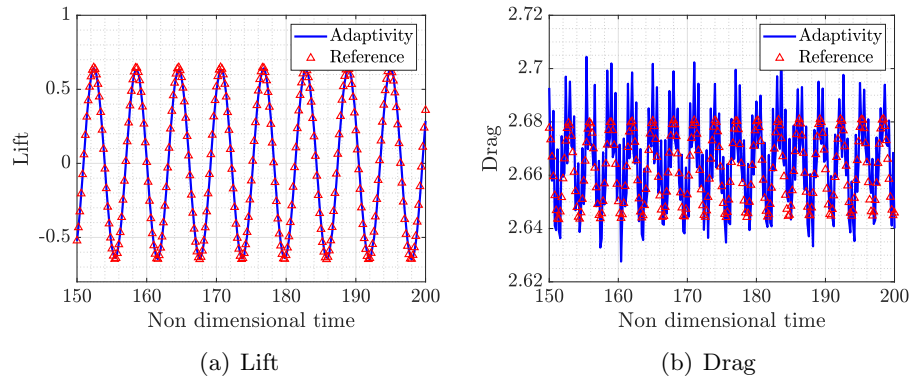 1
0.5
0
-0.5
Lift
150 160 170 180 190 200
Non dimensional time
Adaptivity
Reference
(a) Lift
2.72
2.7
2.68
2.66
2.64
2.62
Drag
150 160 170 180 190 200
Non dimensional time
Adaptivity
Reference
(b) Drag